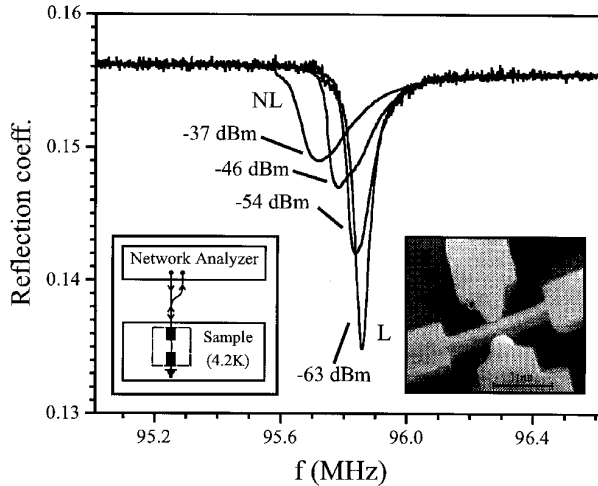 0.16
0.15
0.14
0.13
Reflection coeff.
NL
-37 dBm
-46 dBm
-54 dBm
-63 dBm
L
Network Analyzer
Sample
(4.2K)
95.2
95.6
96.0
96.4
f (MHz)